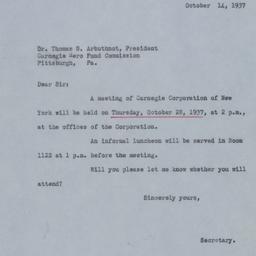 October 14, 1937
Dr. Thomas S. Arbuthnot, President
Carnegie Hero Fund Commission
Pittsburgh, Pa.
Dear Sir:
A meeting of Carnegie Corporation of New
York will be held on Thursday, October 28, 1937, at 2 p.m.,
at the offices of the Corporation.
An informal luncheon will be served in Room
1122 at 1 p.m. before the meeting.
Will you please let me know whether you will
attend?
Sincerely yours,
Secretary.